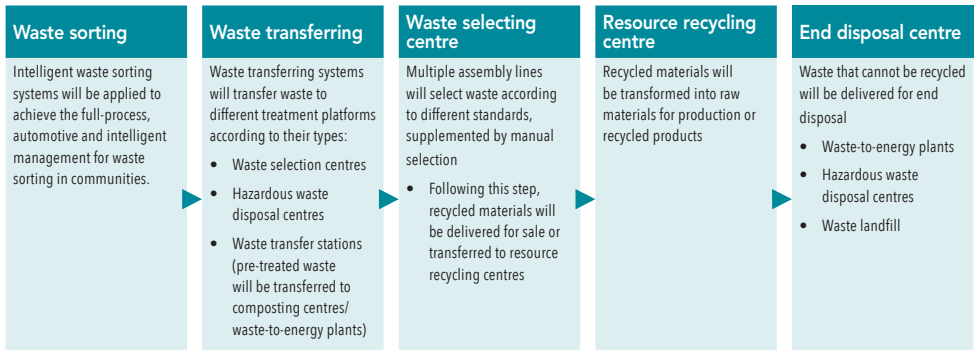 Waste sorting
Intelligent waste sorting
systems will be applied to
achieve the full-process,
automotive and intelligent
management for waste
sorting in communities.
Waste transferring
Waste transferring systems
will transfer waste to
different treatment platforms
according to their types:
• Waste selection centres
• Hazardous waste
disposal centres
• Waste transfer stations
(pre-treated waste
will be transferred to
composting centres/
waste-to-energy plants)
Waste selecting
centre
Multiple assembly lines
will select waste according
to different standards,
supplemented by manual
selection
• Following this step,
recycled materials will
be delivered for sale or
transferred to resource
recycling centres
Resource recycling
centre
Recycled materials will
be transformed into raw
materials for production or
recycled products
End disposal centre
Waste that cannot be recycled
will be delivered for end
disposal
• Waste-to-energy plants
• Hazardous waste
disposal centres
• Waste landfill